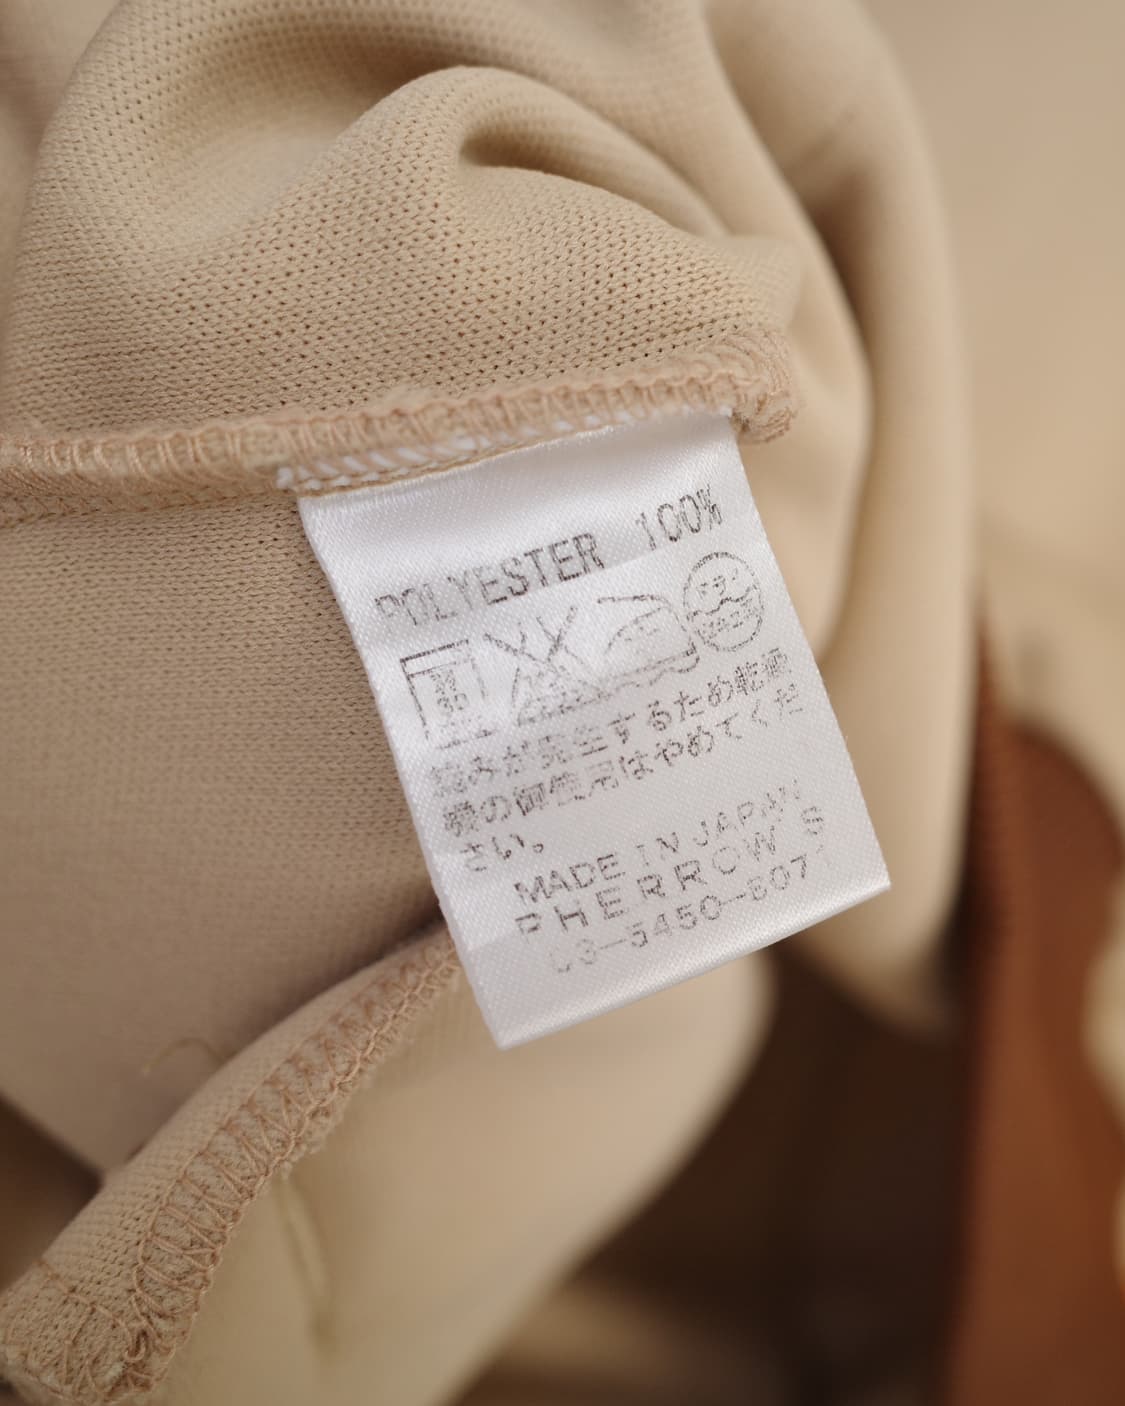 POLYESTER 100%
30
縮みが発生するため乾燥
機の御使用はやめてくだ
さい。
MADE IN JAPAN
PHERROW'S